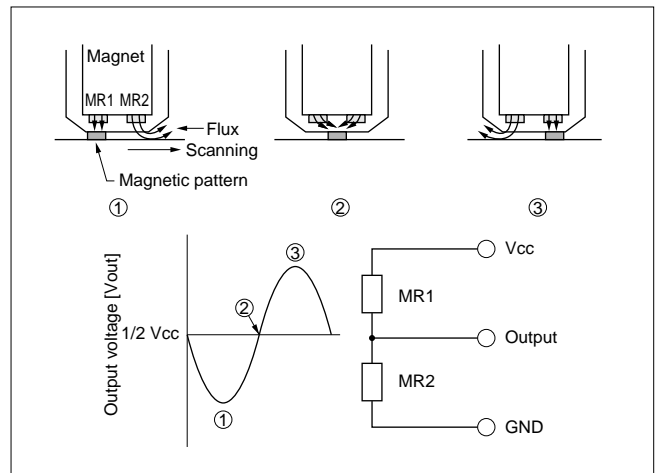 Magnet
MR1 MR2
Flux
Scanning
Magnetic pattern
① ② ③
Output voltage [Vout]
1/2 Vcc
①
②
③
Vcc
MR1
Output
MR2
GND